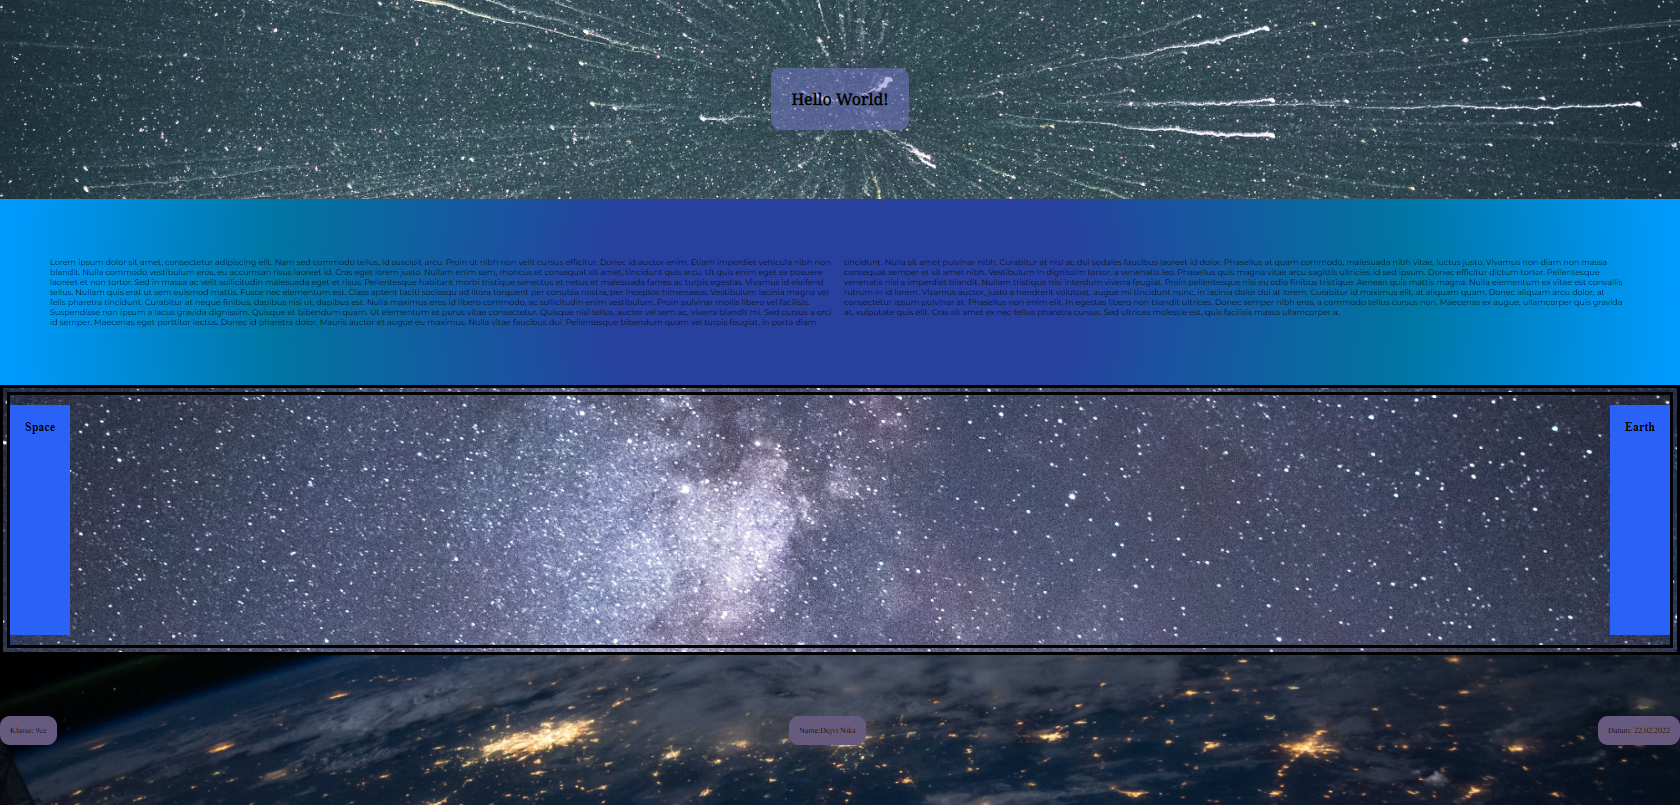 Hello World!
Lorem ipsum dolor sit amet, consectetur adipiscing elit. Nam sed commodo tellus, id suscipit arcu. Proin ut nibh non velit cursus efficitur. Donec id auctor enim. Etiam imperdiet vehicula nibh non
blandit. Nulla commodo vestibulum eros, eu accumsan risus laoreet id. Cras eget lorem justo. Nullam enim sem, rhoncus et consequat sit amet, tincidunt quis arcu. Ut quis enim eget ex posuere
laoreet et non tortor. Sed in massa ac velit sollicitudin malesuada eget et risus. Pellentesque habitant morbi tristique senectus et netus et malesuada fames ac turpis egestas. Vivamus id eleifend
tellus. Nullam quis erat ut sem euismod mattis. Fusce nec elementum est. Class aptent taciti sociosqu ad litora torquent per conubia nostra, per inceptos himenaeos. Vestibulum lacinia magna vel
felis pharetra tincidunt. Curabitur at neque finibus, dapibus nisi ut, dapibus est. Nulla maximus eros id libero commodo, ac sollicitudin enim vestibulum. Proin pulvinar mollis libero vel facilisis.
Suspendisse non ipsum a lacus gravida dignissim. Quisque et bibendum quam. Ut elementum et purus vitae consectetur. Quisque nisi tellus, auctor vel sem ac, viverra blandit mi. Sed cursus a orci
id semper. Maecenas eget porttitor lectus. Donec id pharetra dolor. Mauris auctor et augue eu maximus. Nulla vitae faucibus dui. Pellentesque bibendum quam vel turpis feugiat, in porta diam
tincidunt. Nulla sit amet pulvinar nibh. Curabitur at nisi ac dui sodales faucibus laoreet id dolor. Phasellus at quam commodo, malesuada nibh vitae, luctus justo. Vivamus non diam non massa
consequat semper et sit amet nibh. Vestibulum in dignissim tortor, a venenatis leo. Phasellus quis magna vitae arcu sagittis ultricies id sed ipsum. Donec efficitur dictum tortor. Pellentesque
venenatis nisl a imperdiet blandit. Nullam tristique nisi interdum viverra feugiat. Proin pellentesque nisi eu odio finibus tristique. Aenean quis mattis magna. Nulla elementum ex vitae est convallis
rutrum in id lorem. Vivamus auctor, justo a hendrerit volutpat, augue mi tincidunt nunc, in lacinia dolor dui at lorem. Curabitur id maximus elit, at aliquam quam. Donec aliquam arcu dolor, at
consectetur ipsum pulvinar at. Phasellus non enim elit. In egestas libero non blandit ultrices. Donec semper nibh eros, a commodo tellus cursus non. Maecenas ex augue, ullamcorper quis gravida
at, vulputate quis elit. Cras sit amet ex nec tellus pharetra cursus. Sed ultrices molestie est, quis facilisis massa ullamcorper a.
Space
Earth
Klasse: 9ce
Name:Dejvi Nika
Datum: 22.02.2022